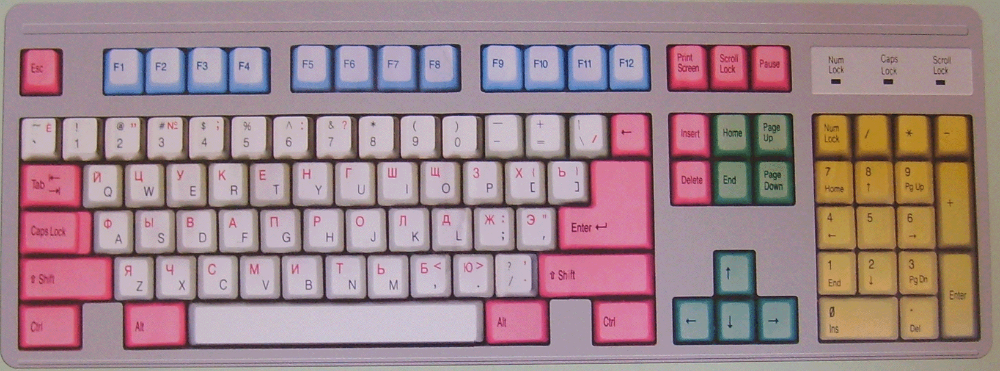 Esc F1 F2 F3 F4 F5 F6 F7 F8 F9 F10 F11 F12 Print Screen Scroll Lock Pause Num Lock Caps Lock Scroll Lock
~ Ё ` ! 1 @ " 2 # № 3 $ ; 4 % 5 ^ : 6 & ? 7 * 8 ( 9 ) 0 — - + = | \ / ← Insert Home Page Up Num Lock / * -
Tab ⇤ ⇥ Й Q Ц W У E К R Е T Н Y Г U Ш I Щ O З P Х { [ Ъ } ] Delete End Page Down 7 Home 8 ↑ 9 Pg Up +
Caps Lock Ф A Ы S В D А F П G Р H О J Л K Д L Ж : ; Э " ' Enter ↵ 4 ← 5 6 →
⇧ Shift Я Z Ч X С C М V И B Т N Ь M Б < , Ю > . ? ' / . ⇧ Shift ↑ 1 End 2 ↓ 3 Pg Dn Enter
Ctrl Alt Alt Ctrl ← ↓ → 0 Ins . Del